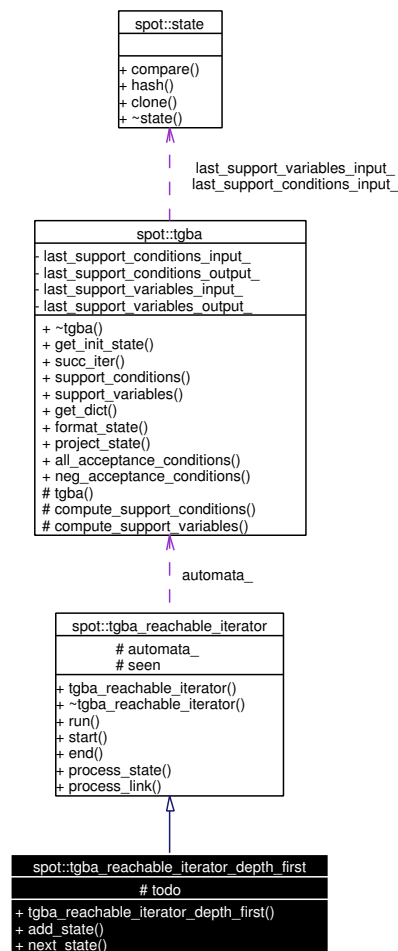 spot::state
+ compare()
+ hash()
+ clone()
+ ~state()
last_support_variables_input_
last_support_conditions_input_
spot::tgba
- last_support_conditions_input_
- last_support_conditions_output_
- last_support_variables_input_
- last_support_variables_output_
+ ~tgba()
+ get_init_state()
+ succ_iter()
+ support_conditions()
+ support_variables()
+ get_dict()
+ format_state()
+ project_state()
+ all_acceptance_conditions()
+ neg_acceptance_conditions()
# tgba()
# compute_support_conditions()
# compute_support_variables()
automata_
spot::tgba_reachable_iterator
# automata_
# seen
+ tgba_reachable_iterator()
+ ~tgba_reachable_iterator()
+ run()
+ start()
+ end()
+ process_state()
+ process_link()
spot::tgba_reachable_iterator_depth_first
# todo
+ tgba_reachable_iterator_depth_first()
+ add_state()
+ next_state()